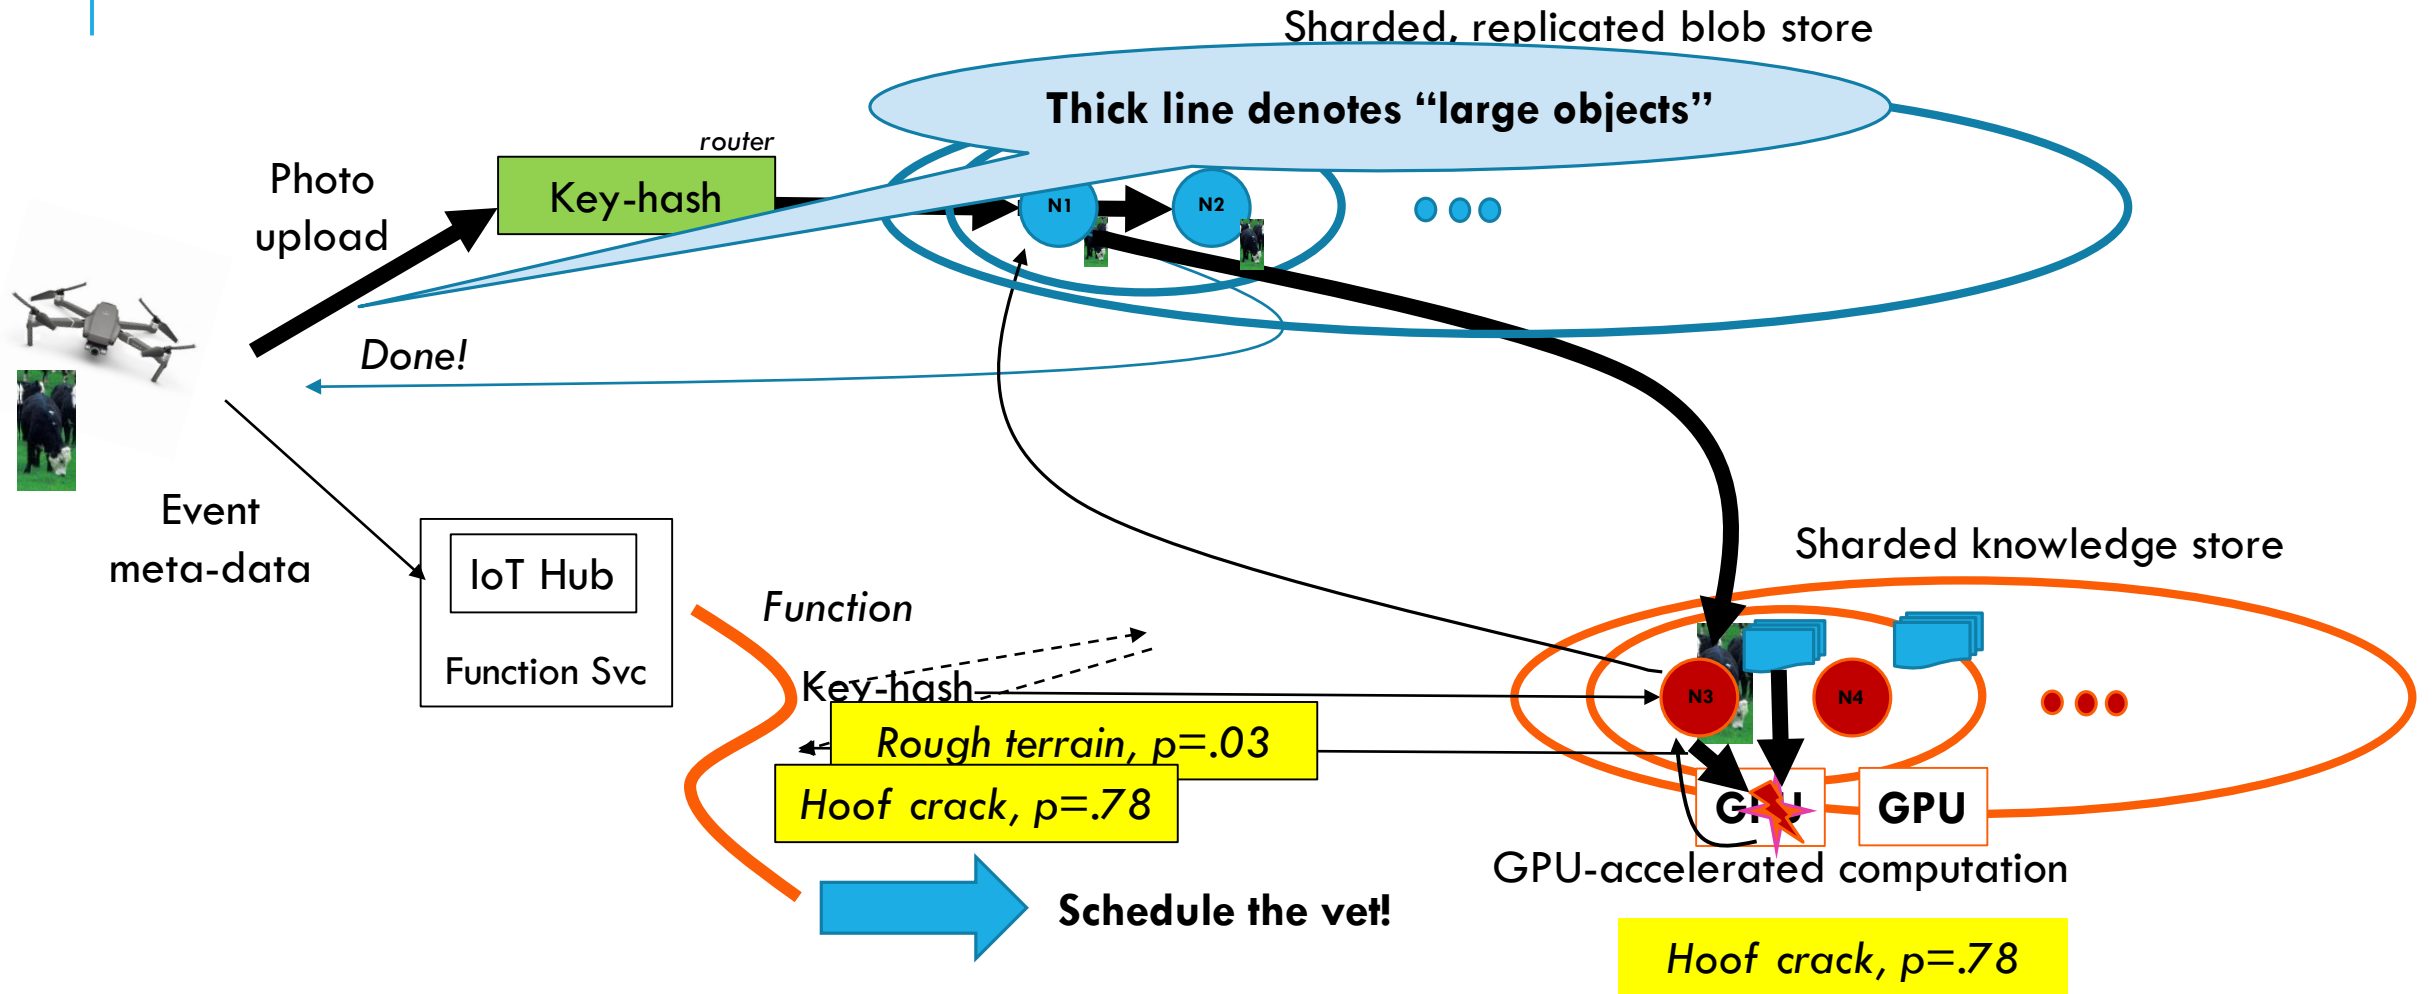 Sharded, replicated blob store
Thick line denotes “large objects”
router
Photo
upload
Key-hash
N1
N2
Done!
Event
meta-data
IoT Hub
Function Svc
Function
Key-hash
Sharded knowledge store
N3
N4
Rough terrain, p=.03
Hoof crack, p=.78
GPU
GPU
GPU-accelerated computation
Schedule the vet!
Hoof crack, p=.78